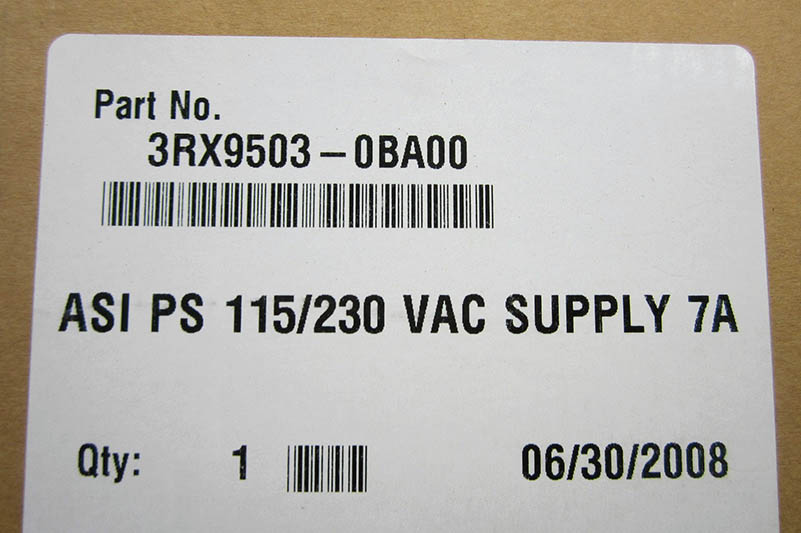 Part No.
3RX9503-0BA00
ASI PS 115/230 VAC SUPPLY 7A
Qty: 1 06/30/2008